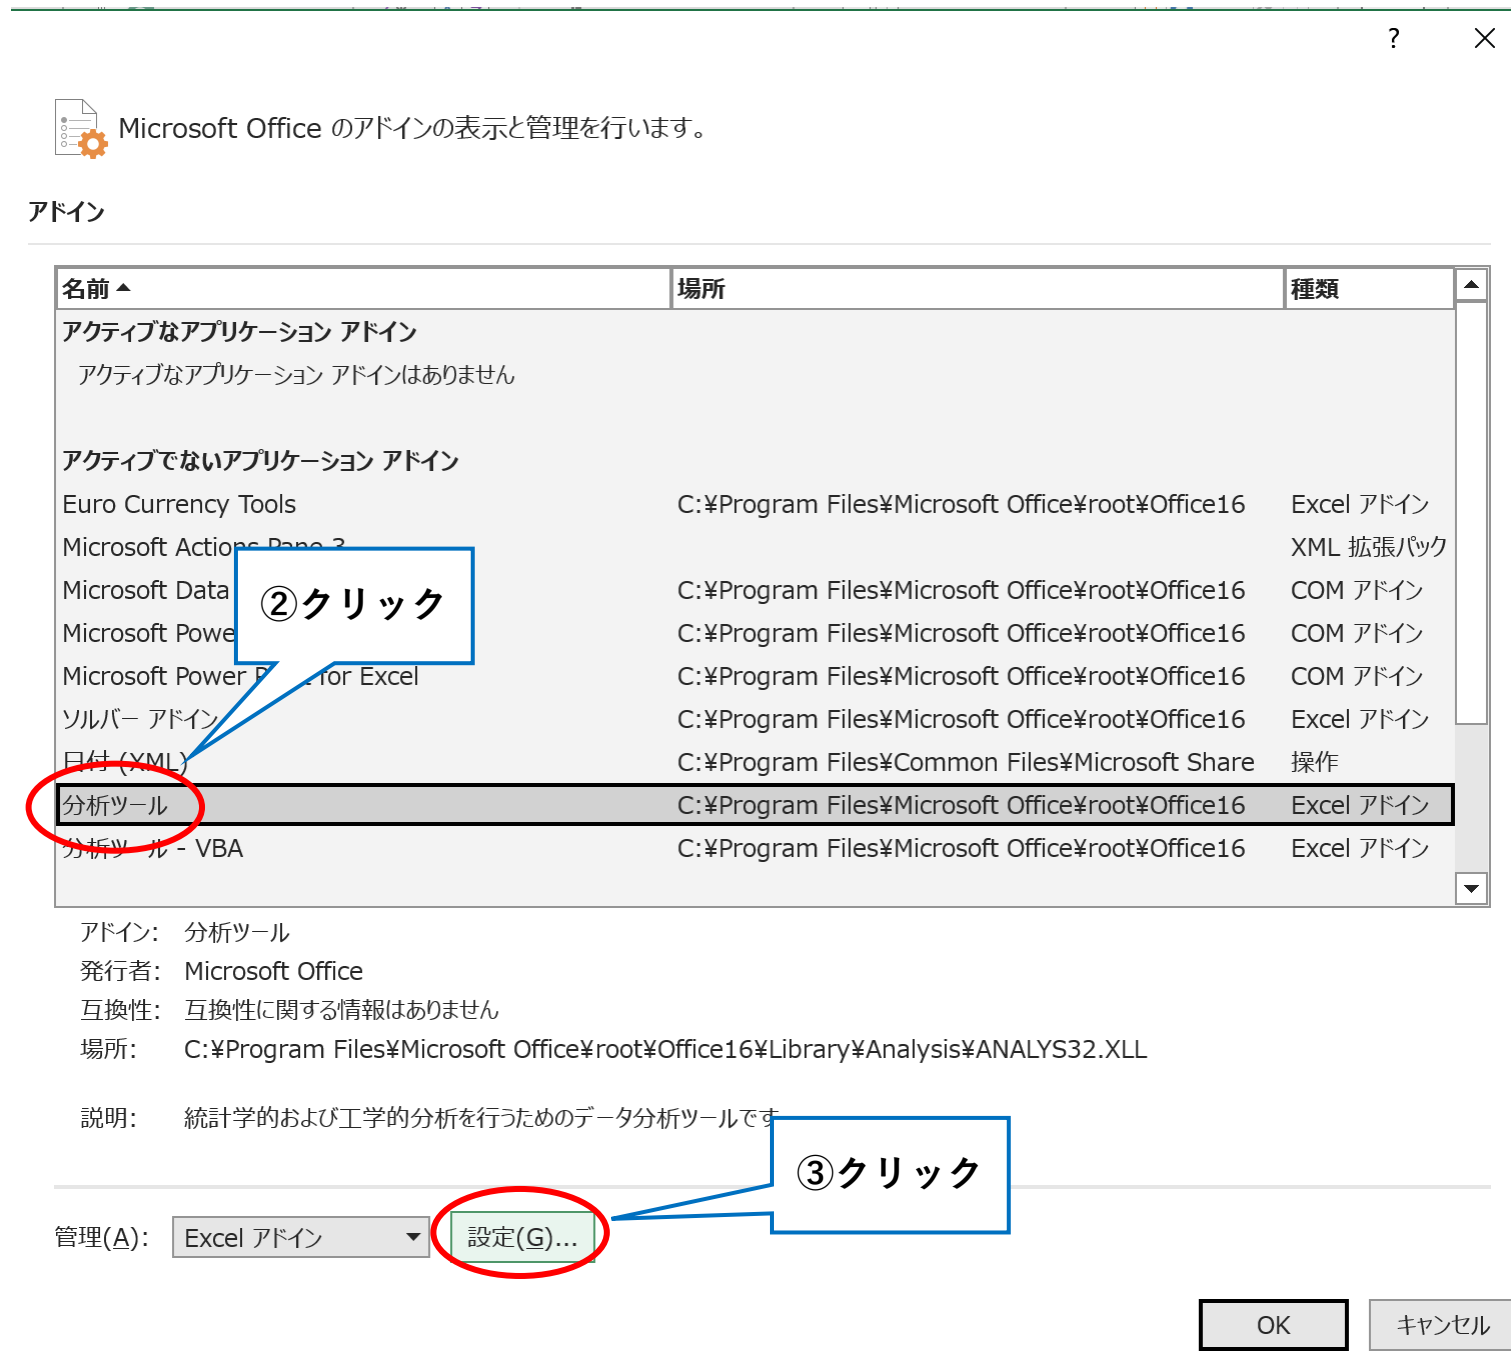 ?
Microsoft Office のアドインの表示と管理を行います。
アドイン
名前 場所 種類
アクティブなアプリケーション アドイン
アクティブなアプリケーション アドインはありません
アクティブでないアプリケーション アドイン
Euro Currency Tools C:¥Program Files¥Microsoft Office¥root¥Office16 Excel アドイン
Microsoft Actions Pane 3 XML 拡張パック
Microsoft Data C:¥Program Files¥Microsoft Office¥root¥Office16 COM アドイン
②クリック
Microsoft Powe C:¥Program Files¥Microsoft Office¥root¥Office16 COM アドイン
Microsoft Power for Excel C:¥Program Files¥Microsoft Office¥root¥Office16 COM アドイン
ソルバー アドイン C:¥Program Files¥Microsoft Office¥root¥Office16 Excel アドイン
日付 (XML) C:¥Program Files¥Common Files¥Microsoft Share 操作
分析ツール C:¥Program Files¥Microsoft Office¥root¥Office16 Excel アドイン
分析ツール - VBA C:¥Program Files¥Microsoft Office¥root¥Office16 Excel アドイン
アドイン: 分析ツール
発行者: Microsoft Office
互換性: 互換性に関する情報はありません
場所: C:¥Program Files¥Microsoft Office¥root¥Office16¥Library¥Analysis¥ANALYS32.XLL
説明: 統計学的および工学的分析を行うためのデータ分析ツールです
③クリック
管理(A): Excel アドイン 設定(G)...
OK キャンセル